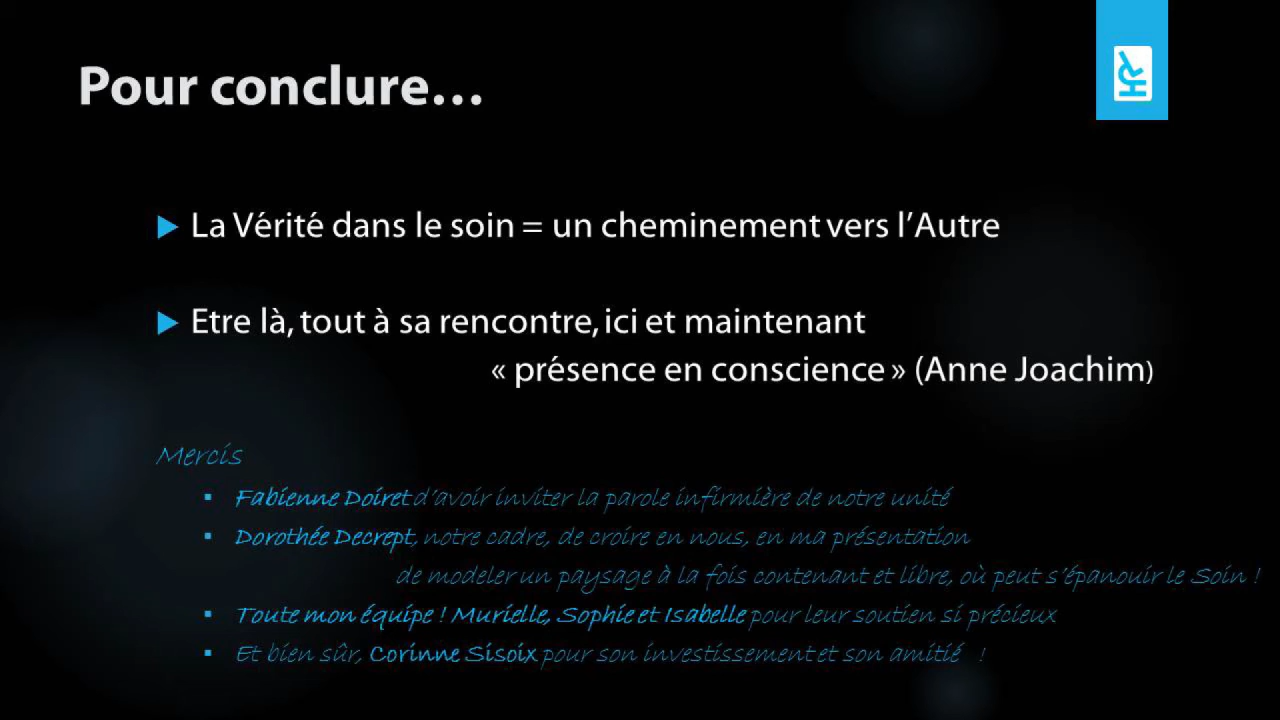 Pour conclure…
La Vérité dans le soin = un cheminement vers l’Autre
Etre là, tout à sa rencontre, ici et maintenant
« présence en conscience » (Anne Joachim)
Mercis
Fabienne Doiret d’avoir inviter la parole infirmière de notre unité
Dorothée Decrept, notre cadre, de croire en nous, en ma présentation
de modeler un paysage à la fois contenant et libre, où peut s’épanouir le Soin !
Toute mon équipe ! Murielle, Sophie et Isabelle pour leur soutien si précieux
Et bien sûr, Corinne Sisoix pour son investissement et son amitié !